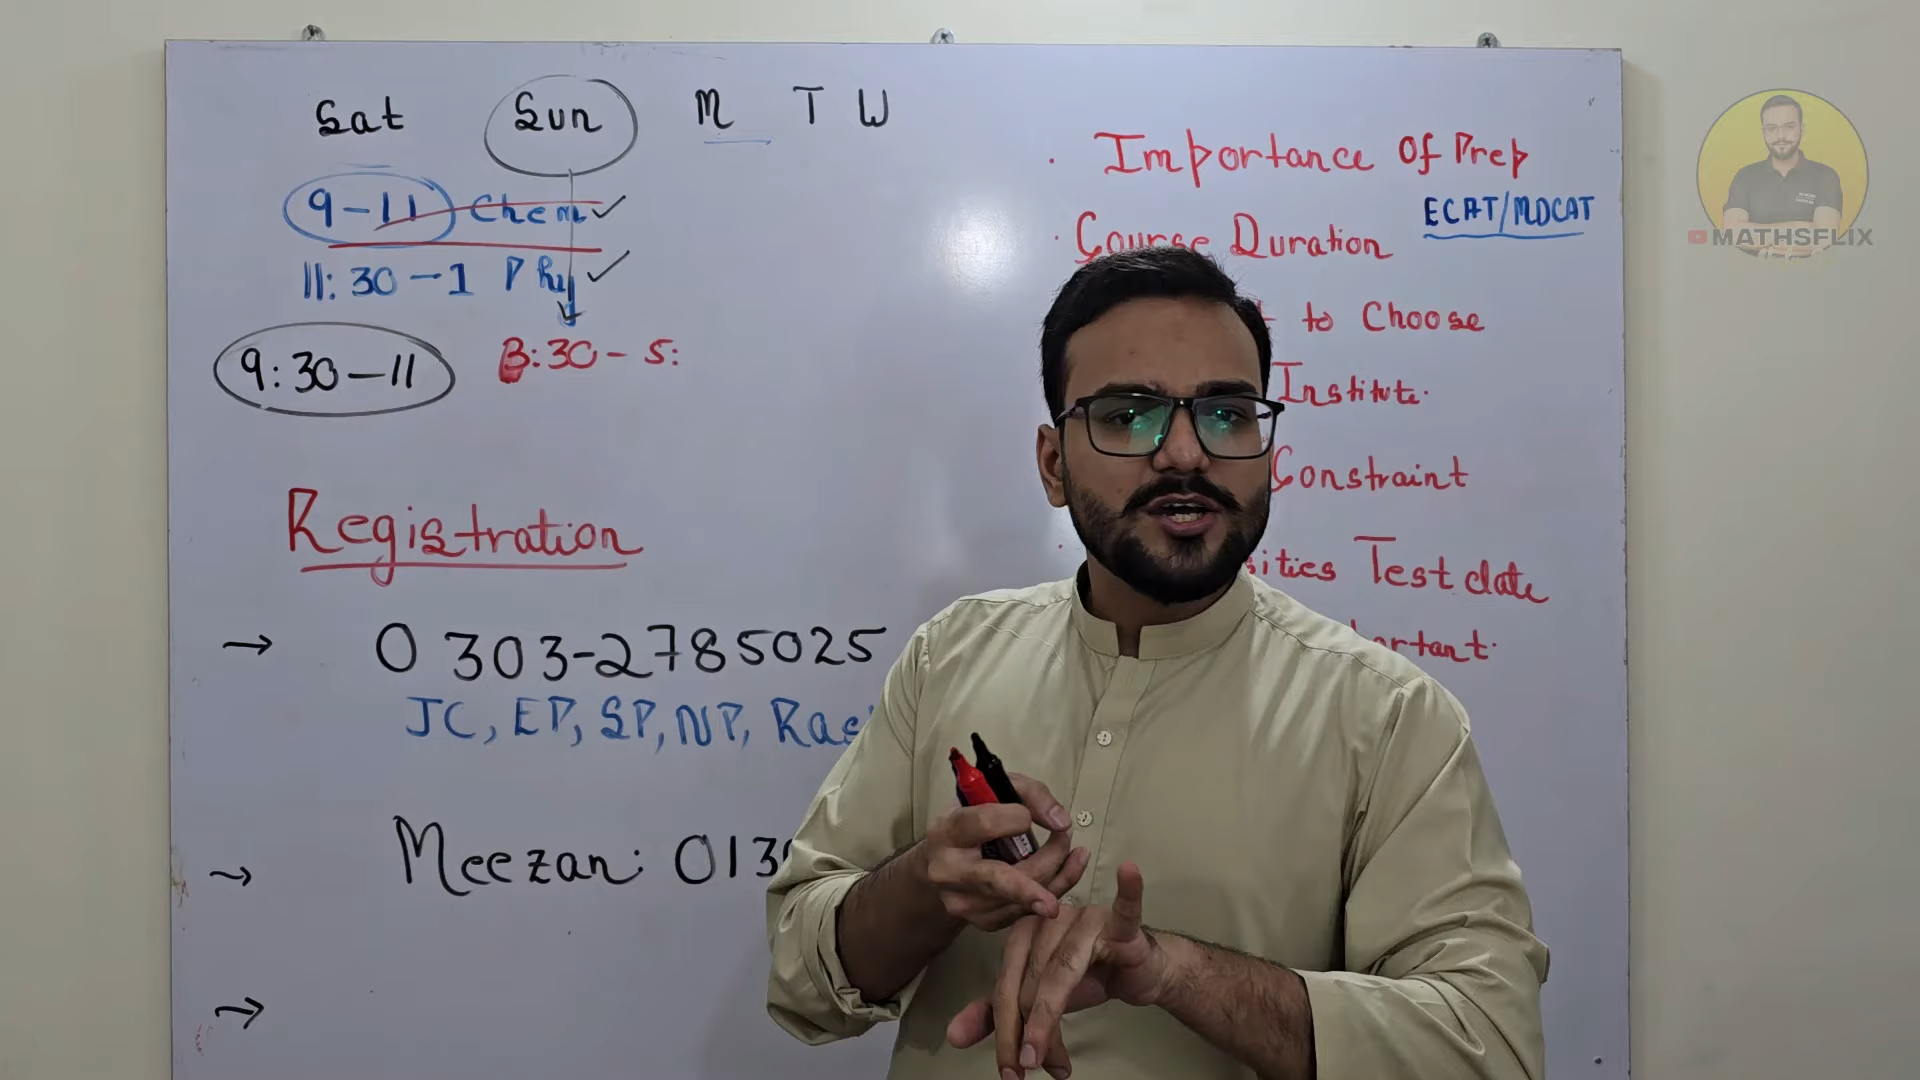 Sat Sun M T W
9-11 Chem
11:30-1 Phy
9:30-11 3:30-5:
Registration
→ 0303-2785025
JC, EP, SP, NP, Ras
→ Meezan: 013
→
· Importance Of Prep
ECAT/MDCAT
· Course Duration
to Choose
Institute.
Constraint
sities Test date
ortant.
MATHSFLIX